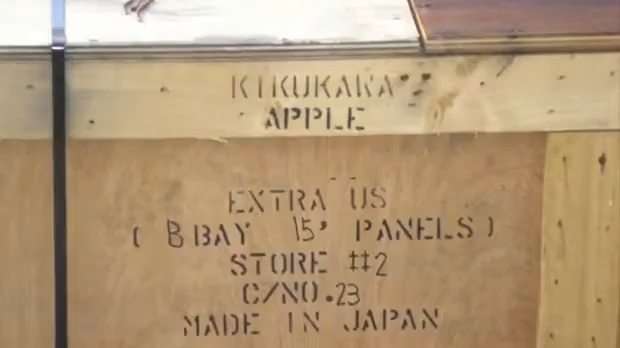 KIKUKAWA
APPLE
EXTRA US
( B BAY 15' PANELS )
STORE #2
C/NO.23
MADE IN JAPAN